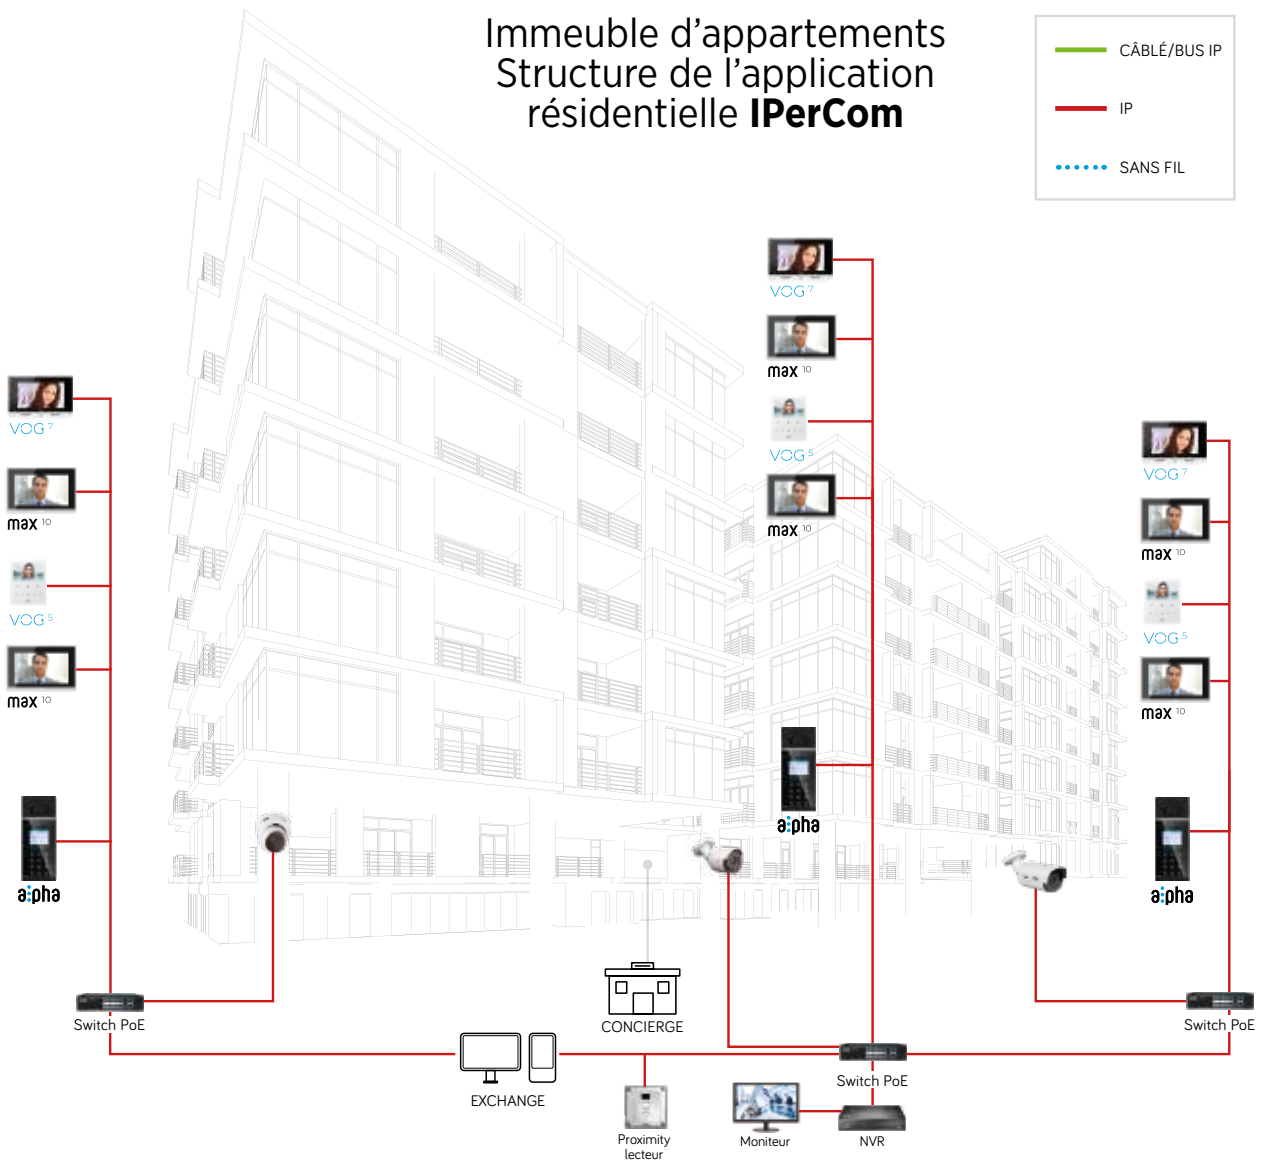 Immeuble d'appartements
Structure de l'application
résidentielle IPerCom
CÂBLÉ/BUS IP
IP
SANS FIL
VOG 7
max 10
VOG 5
max 10
alpha
Switch PoE
VOG 7
max 10
VOG 5
max 10
alpha
VOG 7
max 10
VOG 5
max 10
alpha
Switch PoE
CONCIERGE
EXCHANGE
Switch PoE
Proximity
lecteur
Moniteur
NVR